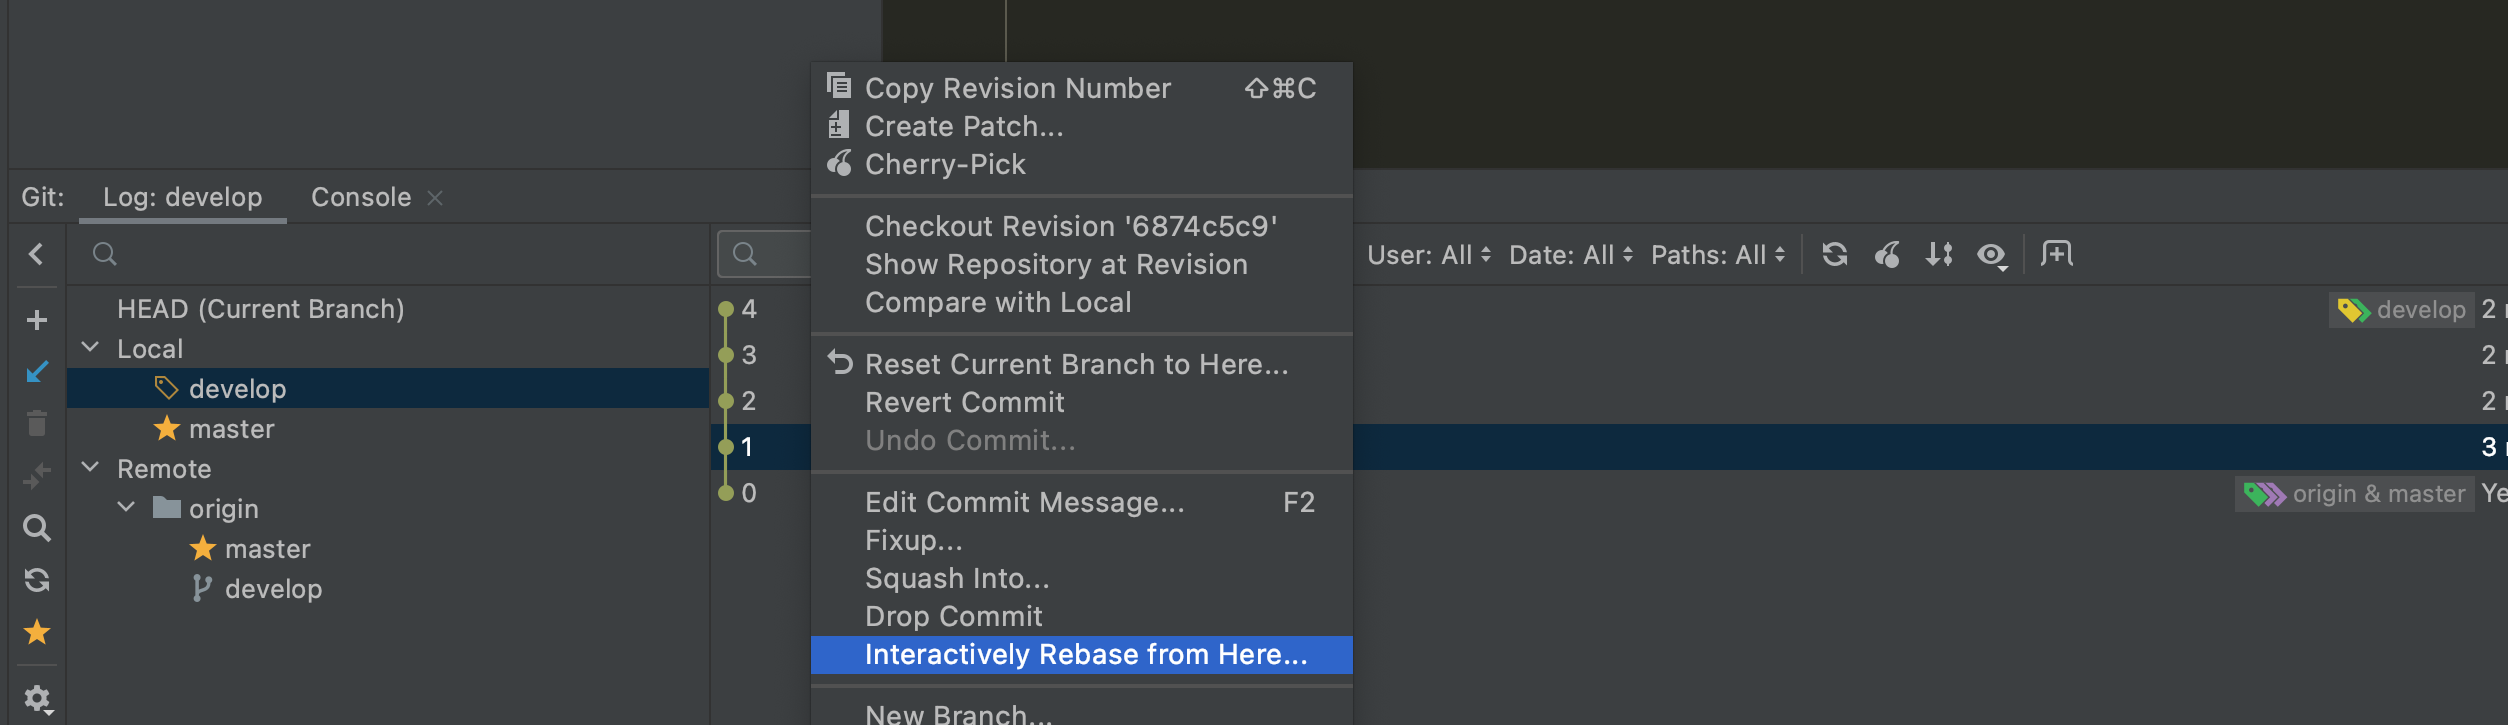 Copy Revision Number ⇧⌘C
Create Patch...
Cherry-Pick
Git: Log: develop Console
Checkout Revision '6874c5c9'
Show Repository at Revision
Compare with Local
User: All Date: All Paths: All
HEAD (Current Branch)
Local
develop
master
Remote
origin
master
develop
4 develop 2
3 2
2 2
1 3
0 origin & master Ye
Reset Current Branch to Here...
Revert Commit
Undo Commit...
Edit Commit Message... F2
Fixup...
Squash Into...
Drop Commit
Interactively Rebase from Here...
New Branch...